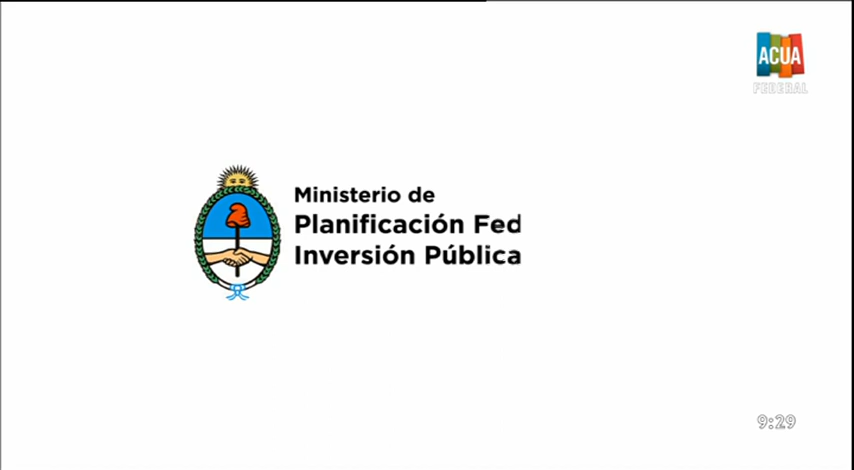 ACUA
FEDERAL
Ministerio de
Planificación Fed
Inversión Pública
9:29